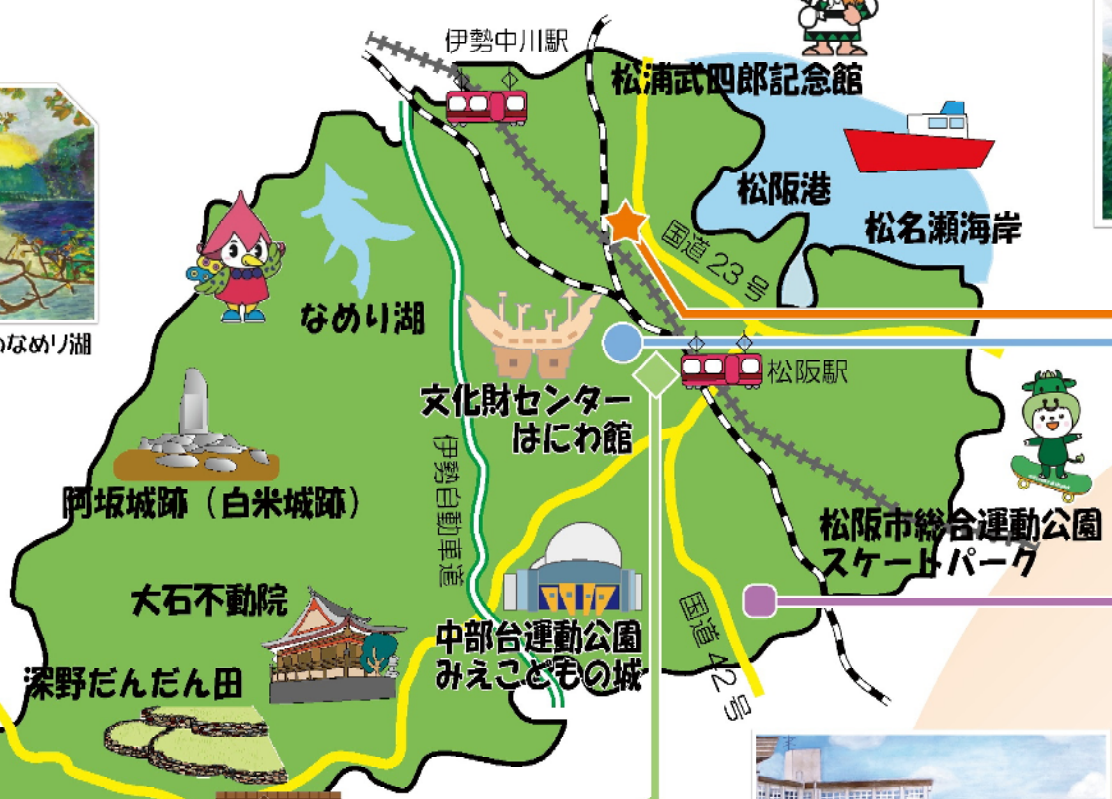 伊勢中川駅
松浦武四郎記念館
松阪港
松名瀬海岸
国道23号
なめり湖
のなめり湖
松阪駅
文化財センター
はにわ館
伊勢自動車道
阿坂城跡（白米城跡）
松阪市総合運動公園
スケートパーク
大石不動院
中部台運動公園
みえこどもの城
国道42号
深野だんだん田